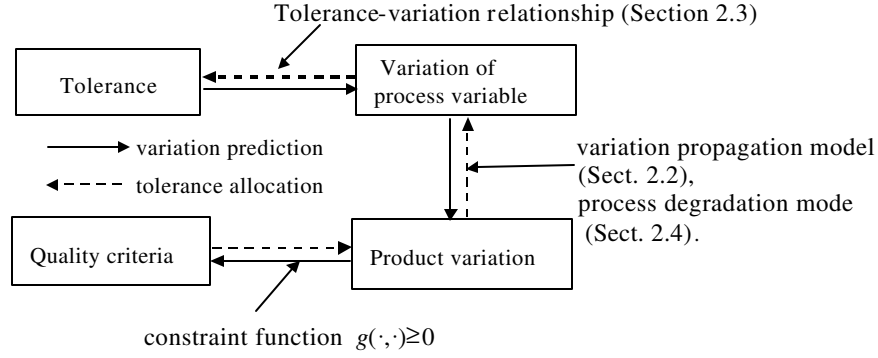 Tolerance-variation relationship (Section 2.3)
Tolerance
Variation of
process variable
variation prediction
tolerance allocation
variation propagation model
(Sect. 2.2),
process degradation mode
(Sect. 2.4).
Quality criteria
Product variation
constraint function g(·,·)≥0